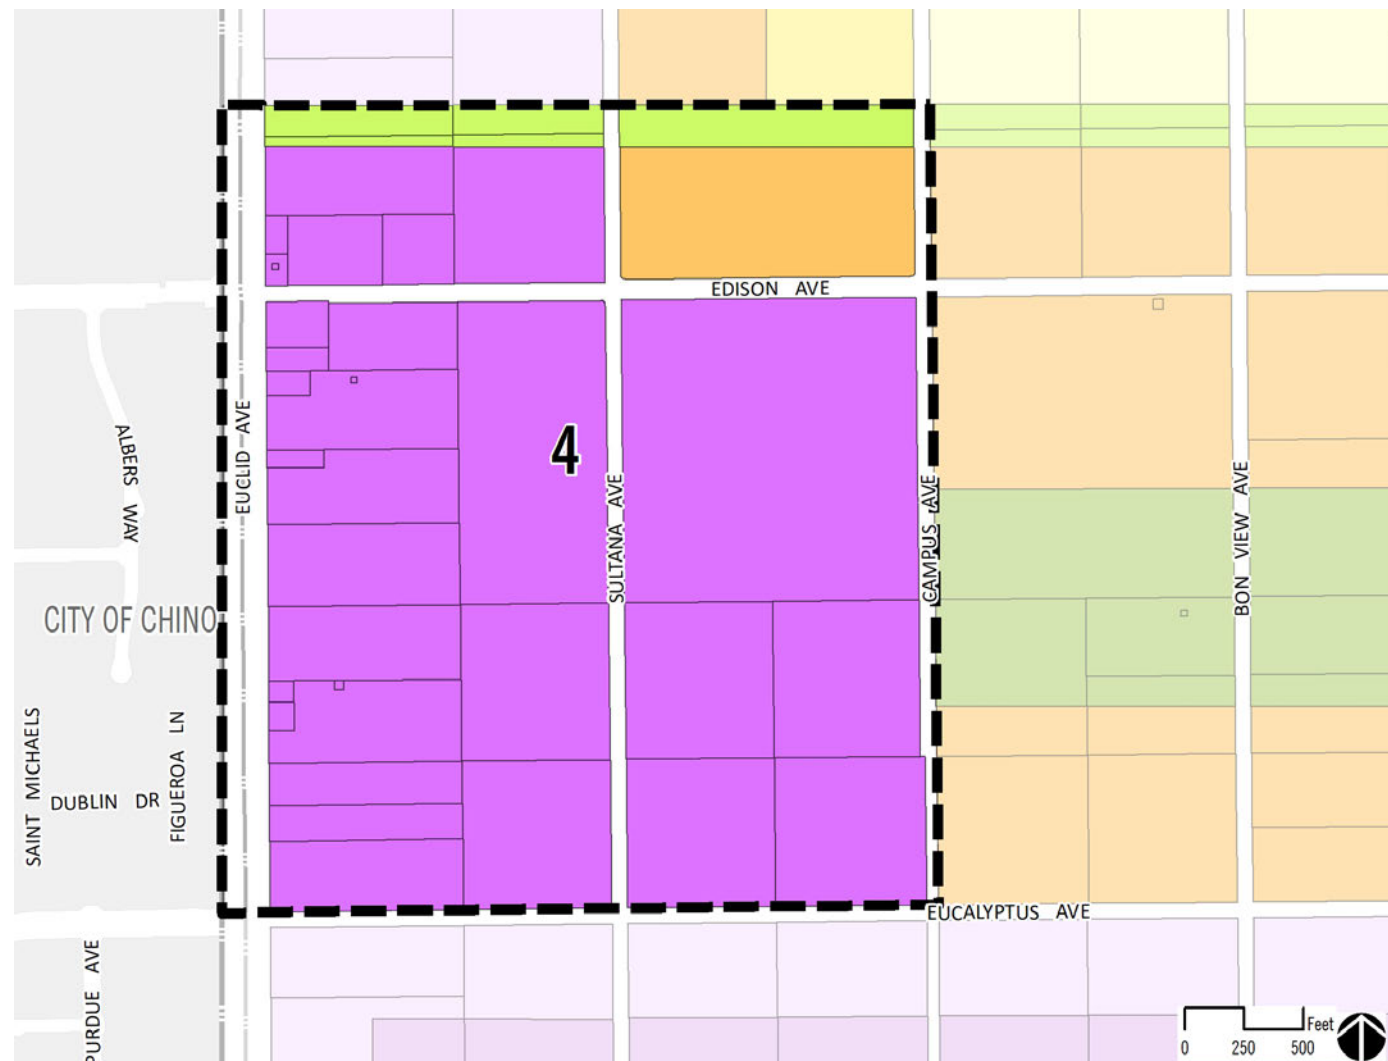 EDISON AVE
EUCLID AVE
ALBERS WAY
4
SULTANA AVE
CAMPUS AVE
BON VIEW AVE
CITY OF CHINO
SAINT MICHAELS
DUBLIN DR
FIGUEROA LN
EUCALYPTUS AVE
PURDUE AVE
Feet
0 250 500